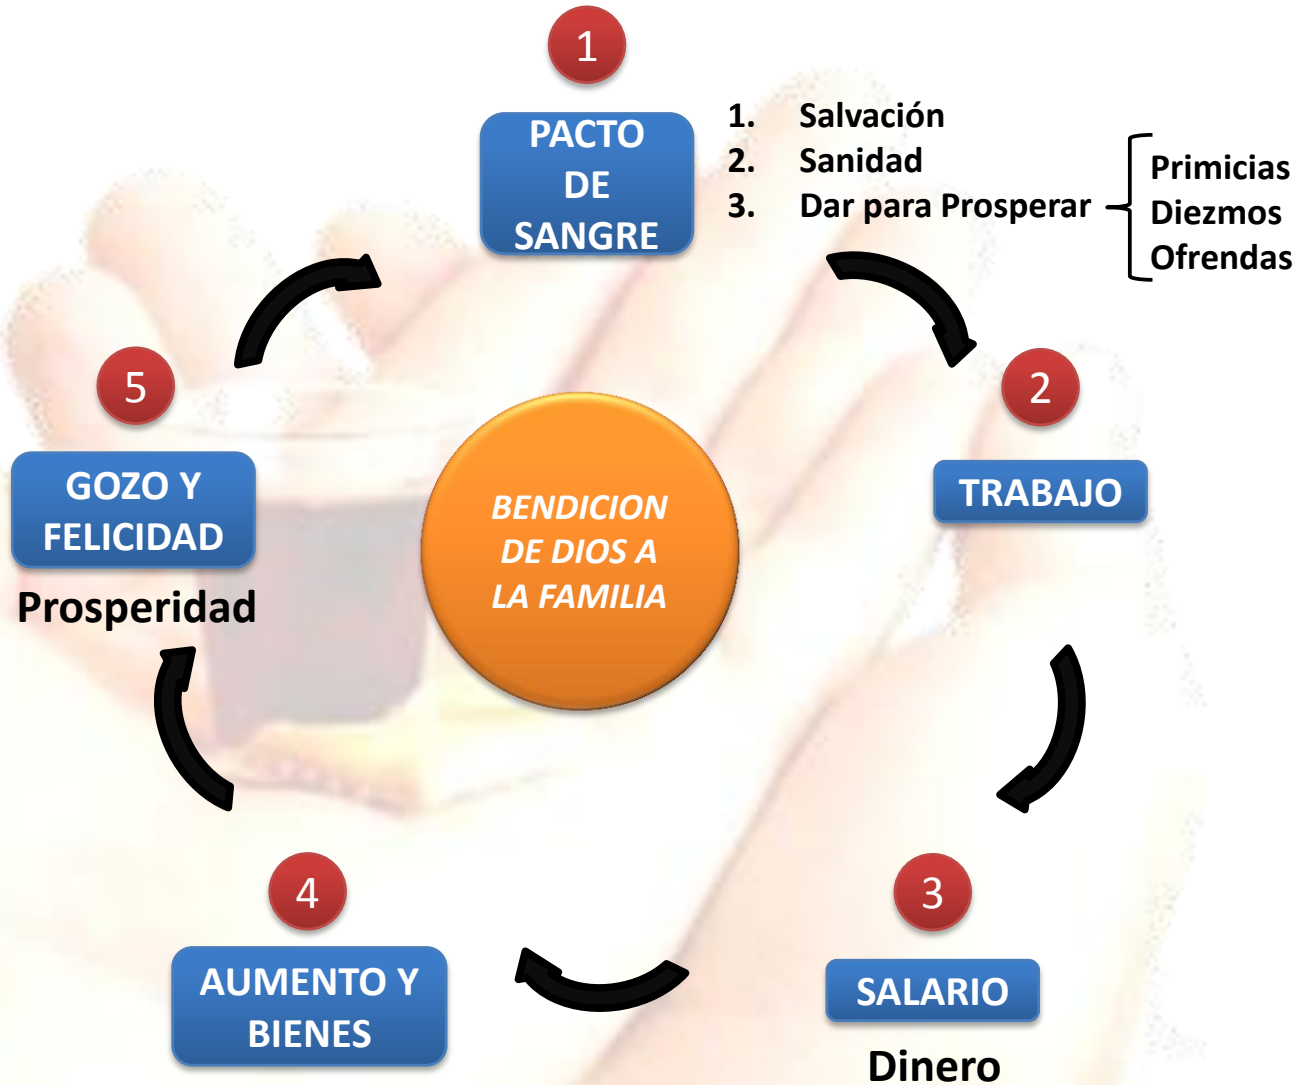 1
PACTO
DE
SANGRE
1. Salvación
2. Sanidad
3. Dar para Prosperar
Primicias
Diezmos
Ofrendas
2
TRABAJO
3
SALARIO
Dinero
4
AUMENTO Y
BIENES
5
GOZO Y
FELICIDAD
Prosperidad
BENDICION
DE DIOS A
LA FAMILIA